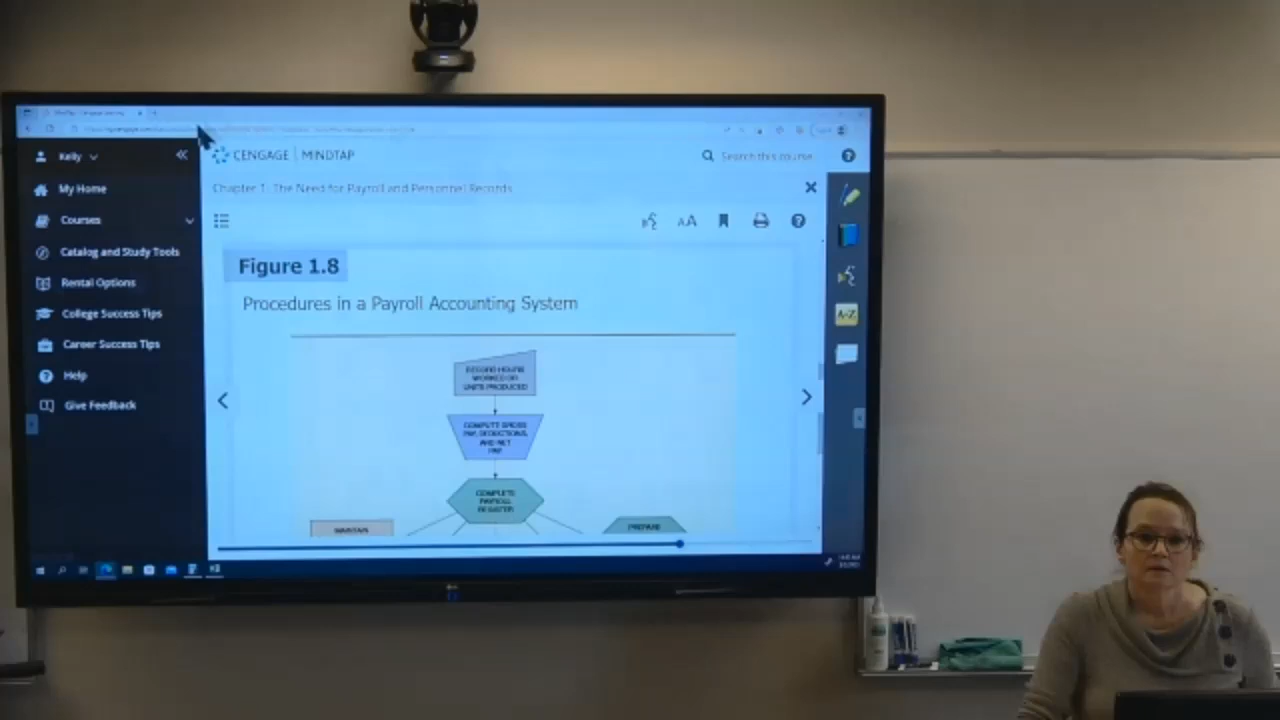 Kelly
CENGAGE | MINDTAP
Search this course
My Home
Chapter 1: The Need for Payroll and Personnel Records
Courses
AA
Catalog and Study Tools
Figure 1.8
Rental Options
Procedures in a Payroll Accounting System
College Success Tips
A-Z
Career Success Tips
Help
Give Feedback
RECORD HOURS
WORKED OR
UNITS PRODUCED
COMPUTE GROSS
PAY, DEDUCTIONS,
AND NET
PAY
COMPLETE
PAYROLL
REGISTER
MAINTAIN
PREPARE